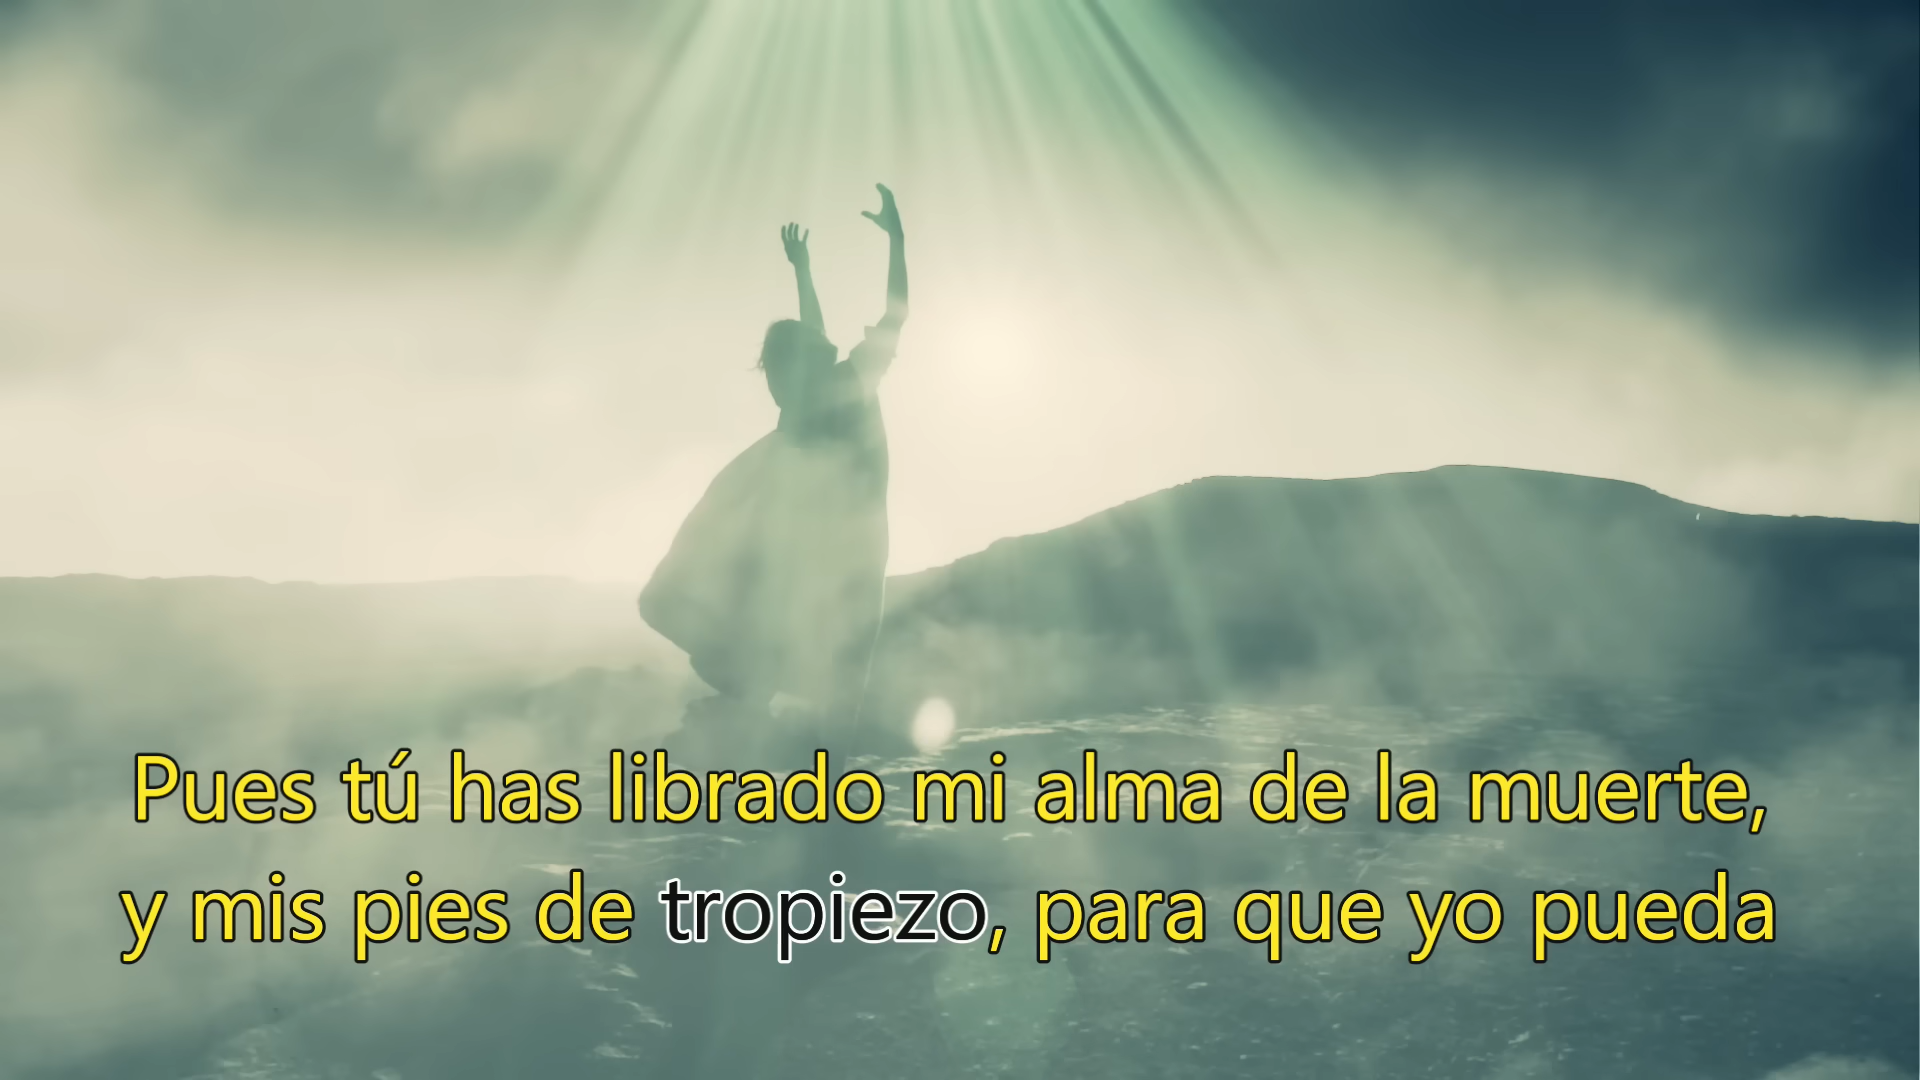 Pues tú has librado mi alma de la muerte,
y mis pies de tropiezo, para que yo pueda